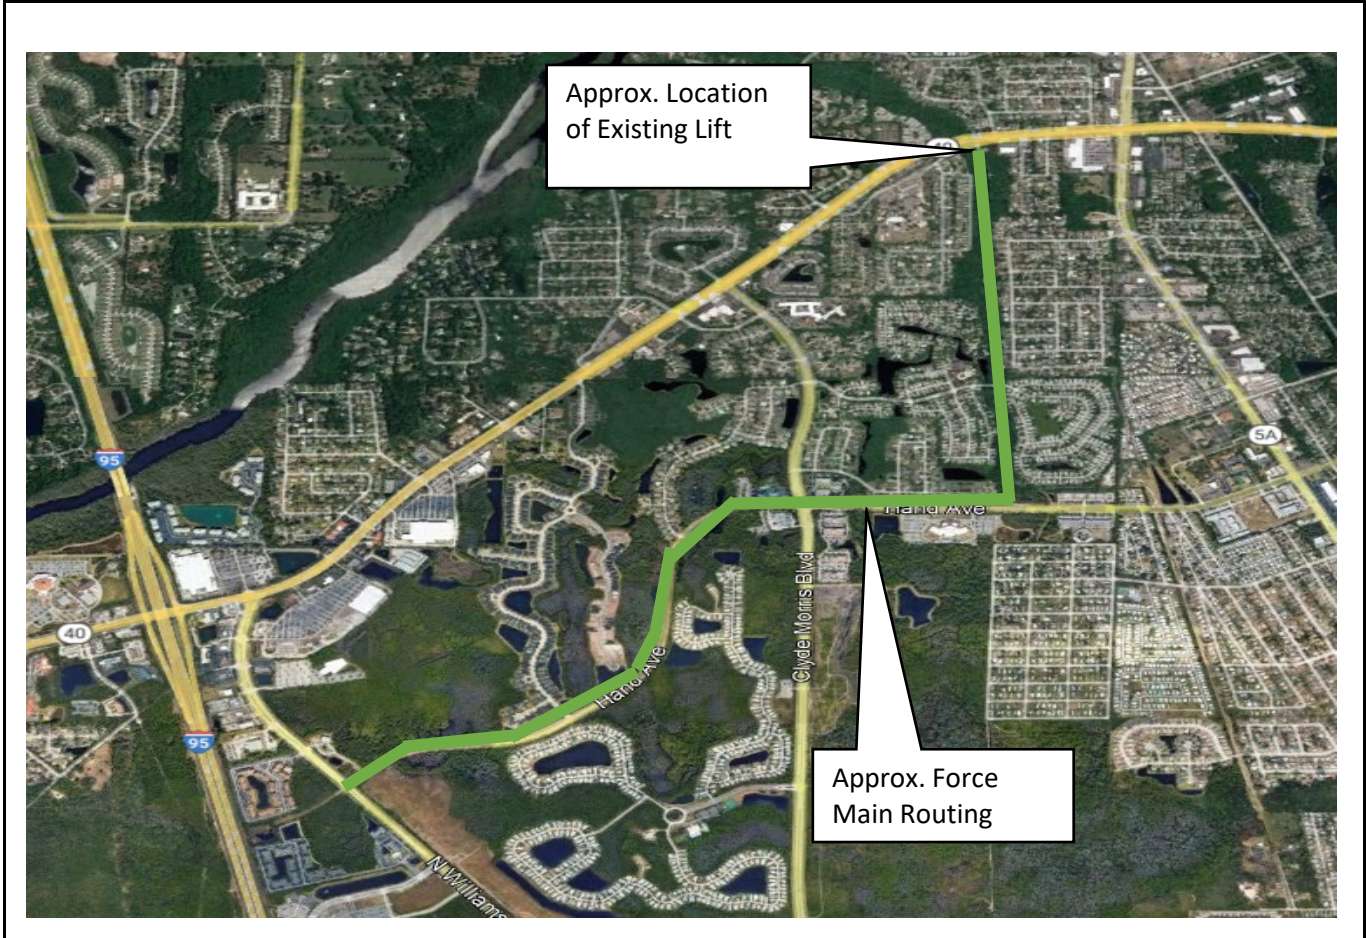 Approx. Location
of Existing Lift
40
5A
95
Hand Ave
Clyde Morris Blvd
40
Hand Ave
95
Approx. Force
Main Routing
N Williams